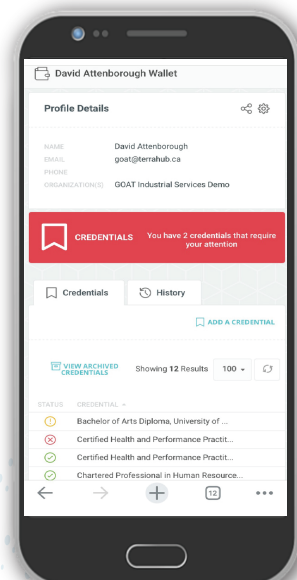 David Attenborough Wallet
Profile Details
NAME David Attenborough
EMAIL goat@terrahub.ca
PHONE
ORGANIZATION(S) GOAT Industrial Services Demo
CREDENTIALS You have 2 credentials that require
your attention
Credentials History
ADD A CREDENTIAL
VIEW ARCHIVED
CREDENTIALS Showing 12 Results 100
STATUS CREDENTIAL
Bachelor of Arts Diploma, University of ...
Certified Health and Performance Practit...
Certified Health and Performance Practit...
Chartered Professional in Human Resource...
12